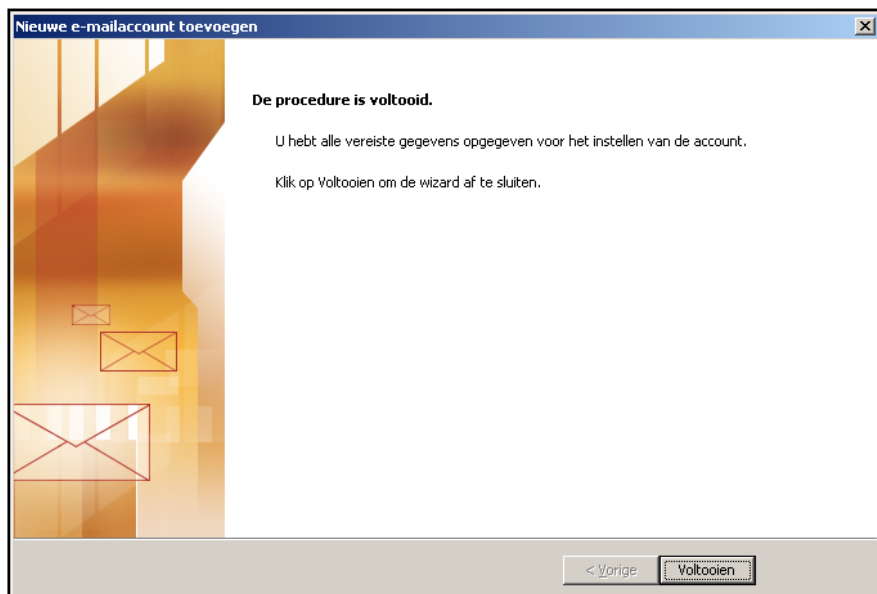 Nieuwe e-mailaccount toevoegen
De procedure is voltooid.
U hebt alle vereiste gegevens opgegeven voor het instellen van de account.
Klik op Voltooien om de wizard af te sluiten.
< Vorige
Voltooien